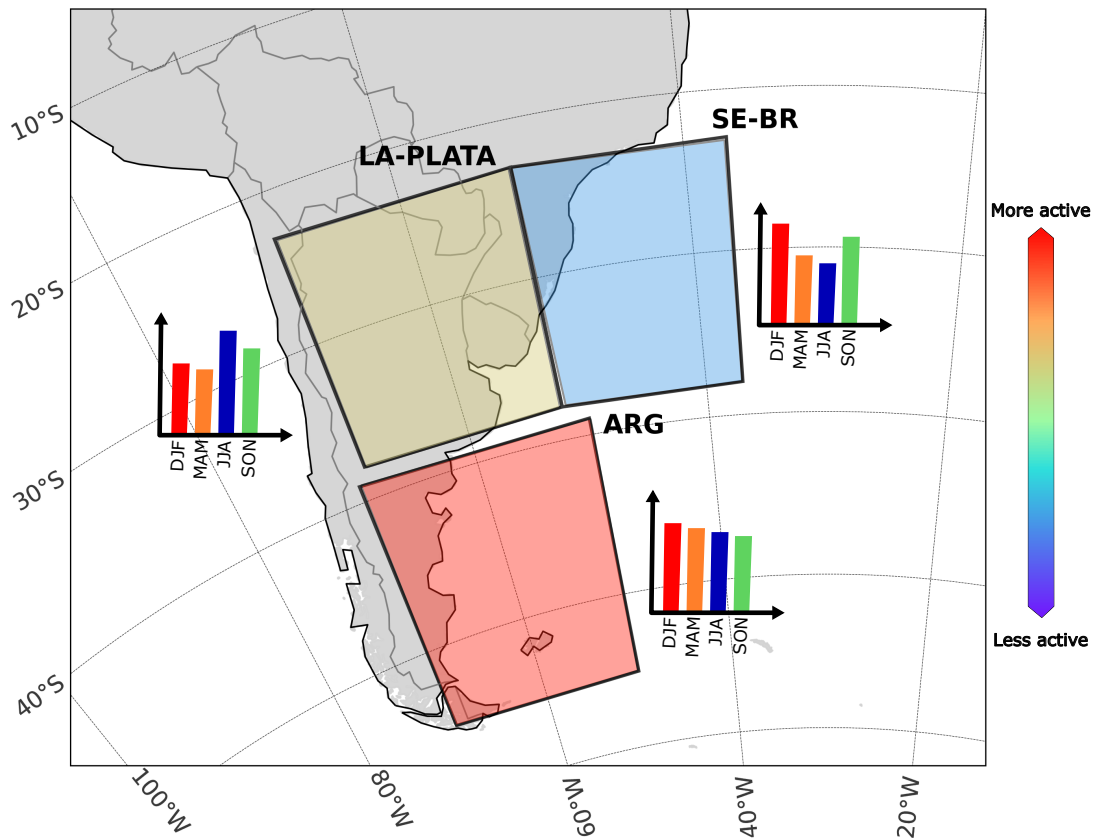 SE-BR
10°S
LA-PLATA
More active
20°S
DJF
MAM
JJA
SON
DJF
MAM
JJA
SON
ARG
30°S
DJF
MAM
JJA
SON
Less active
40°S
100°W
80°W
60°W
40°W
20°W